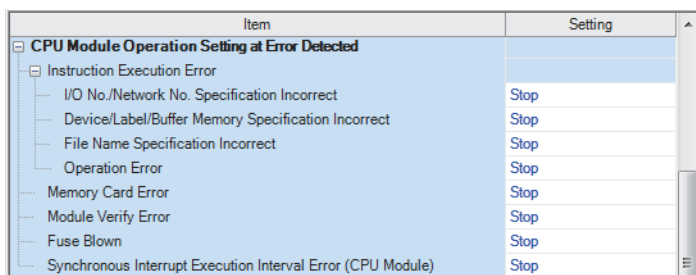 Item Setting
CPU Module Operation Setting at Error Detected
Instruction Execution Error
I/O No./Network No. Specification Incorrect Stop
Device/Label/Buffer Memory Specification Incorrect Stop
File Name Specification Incorrect Stop
Operation Error Stop
Memory Card Error Stop
Module Verify Error Stop
Fuse Blown Stop
Synchronous Interrupt Execution Interval Error (CPU Module) Stop